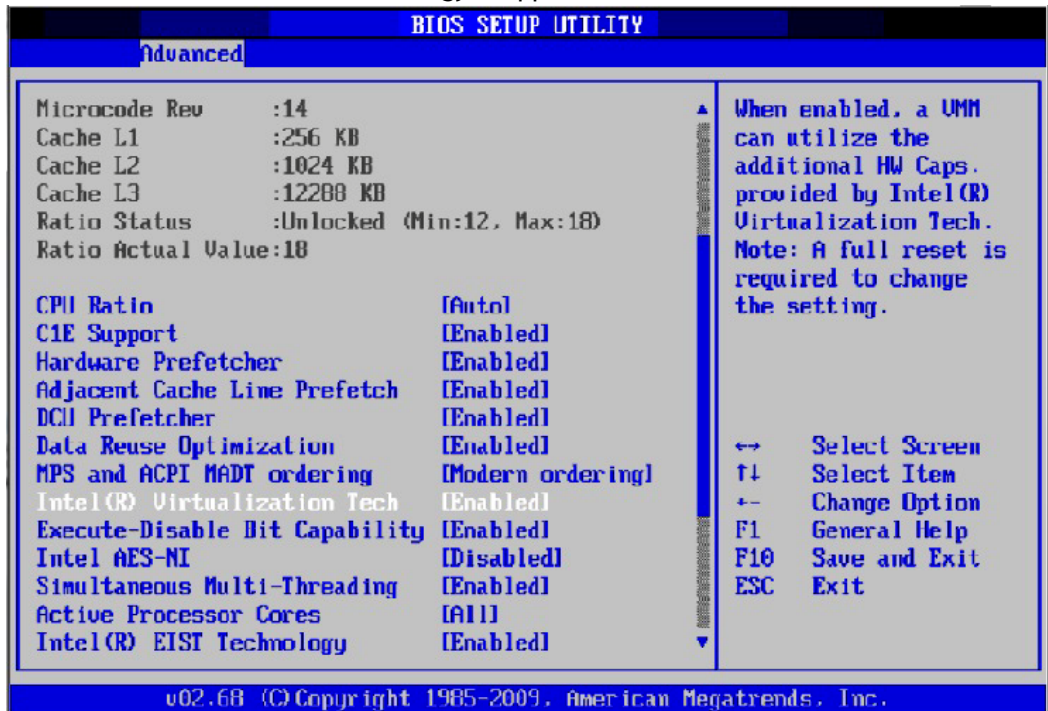 BIOS SETUP UTILITY
Advanced
Microcode Rev :14
Cache L1 :256 KB
Cache L2 :1024 KB
Cache L3 :12288 KB
Ratio Status :Unlocked (Min:12, Max:18)
Ratio Actual Value:18
CPU Ratio [Auto]
C1E Support [Enabled]
Hardware Prefetcher [Enabled]
Adjacent Cache Line Prefetch [Enabled]
DCU Prefetcher [Enabled]
Data Reuse Optimization [Enabled]
MPS and ACPI MADT ordering [Modern ordering]
Intel(R) Virtualization Tech [Enabled]
Execute-Disable Bit Capability [Enabled]
Intel AES-NI [Disabled]
Simultaneous Multi-Threading [Enabled]
Active Processor Cores [All]
Intel(R) EIST Technology [Enabled]
When enabled, a VMM
can utilize the
additional HW Caps.
provided by Intel(R)
Virtualization Tech.
Note: A full reset is
required to change
the setting.
←→ Select Screen
↑↓ Select Item
+- Change Option
F1 General Help
F10 Save and Exit
ESC Exit
v02.68 (C)Copyright 1985-2009, American Megatrends, Inc.